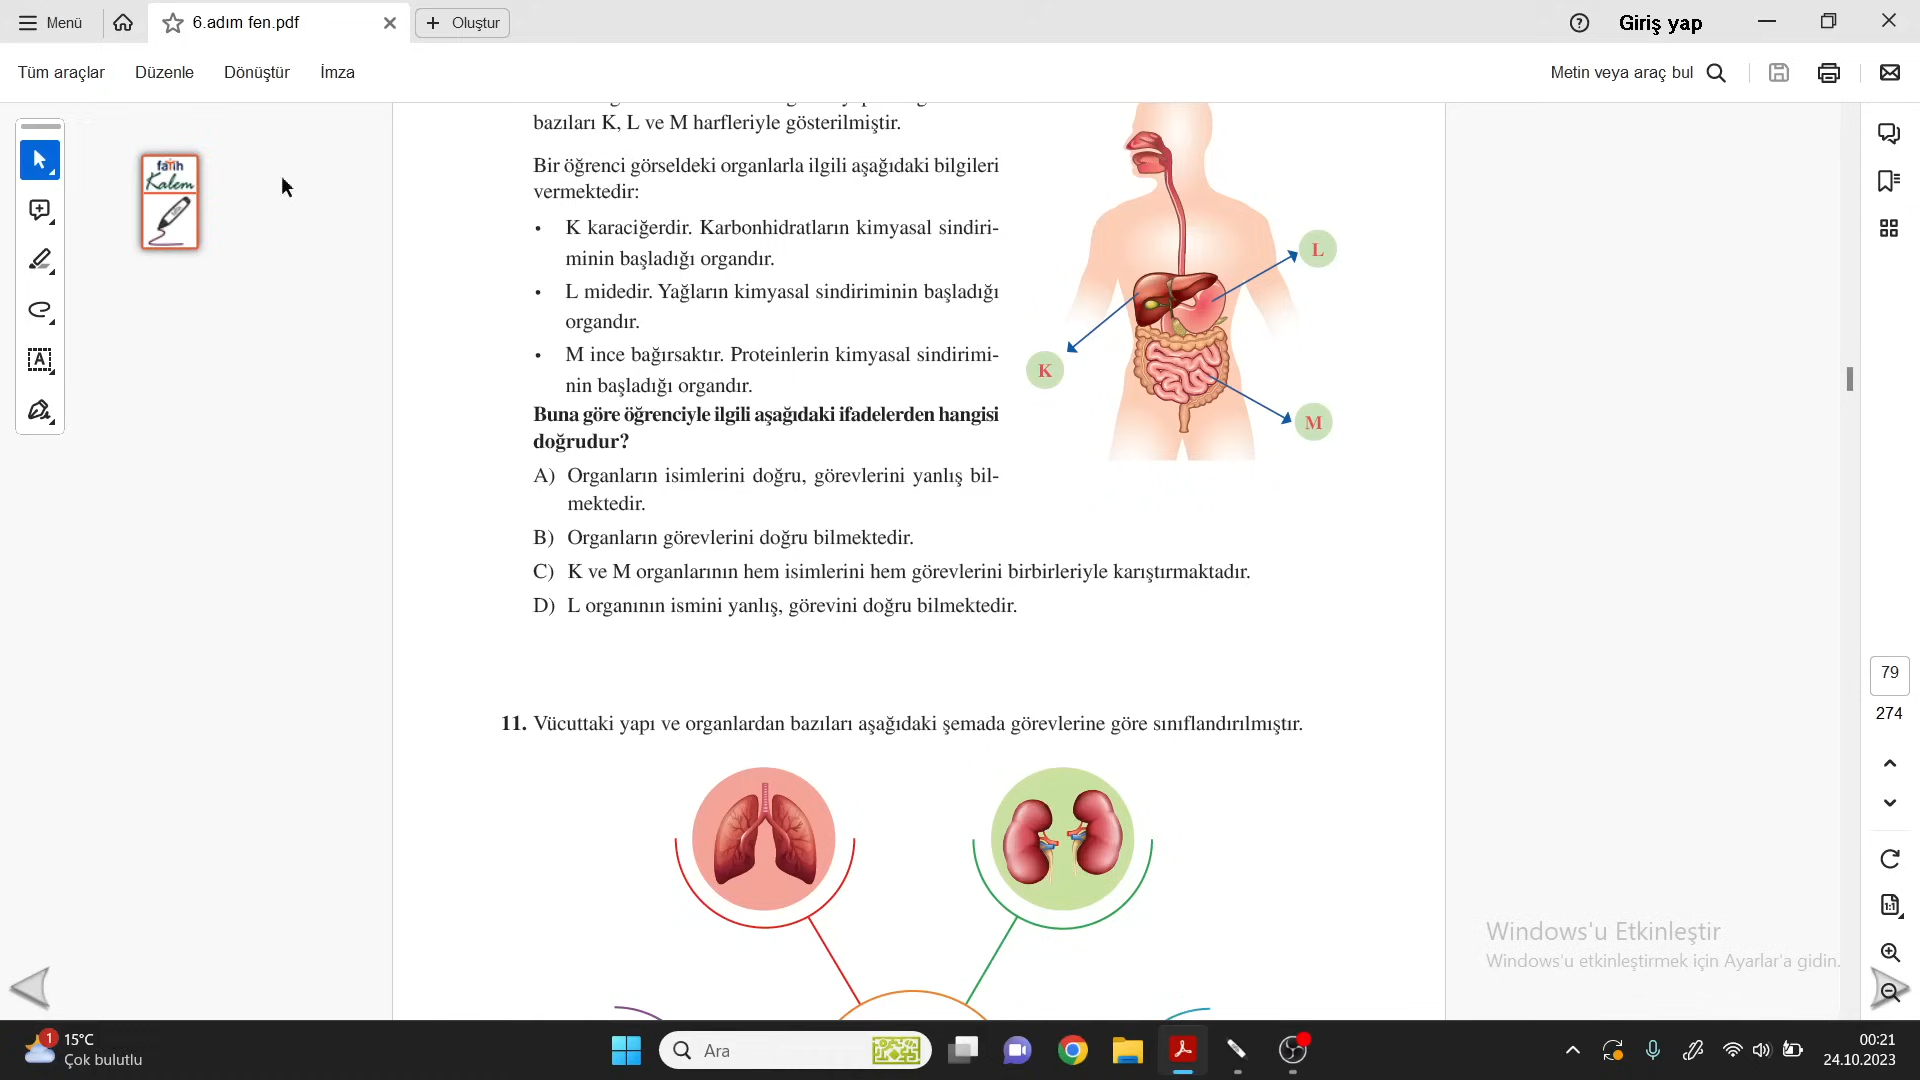 Menü
6.adım fen.pdf
Oluştur
Giriş yap
Tüm araçlar
Düzenle
Dönüştür
İmza
Metin veya araç bul
fatih
Kalem
bazıları K, L ve M harfleriyle gösterilmiştir.
Bir öğrenci görseldeki organlarla ilgili aşağıdaki bilgileri
vermektedir:
• K karaciğerdir. Karbonhidratların kimyasal sindiri-
minin başladığı organdır.
• L midedir. Yağların kimyasal sindiriminin başladığı
organdır.
• M ince bağırsaktır. Proteinlerin kimyasal sindirimi-
nin başladığı organdır.
Buna göre öğrenciyle ilgili aşağıdaki ifadelerden hangisi
doğrudur?
A) Organların isimlerini doğru, görevlerini yanlış bil-
mektedir.
B) Organların görevlerini doğru bilmektedir.
C) K ve M organlarının hem isimlerini hem görevlerini birbirleriyle karıştırmaktadır.
D) L organının ismini yanlış, görevini doğru bilmektedir.
L
K
M
11. Vücuttaki yapı ve organlardan bazıları aşağıdaki şemada görevlerine göre sınıflandırılmıştır.
79
274
1:1
Windows'u Etkinleştir
Windows'u etkinleştirmek için Ayarlar'a gidin.
1
15°C
Çok bulutlu
Ara
00:21
24.10.2023